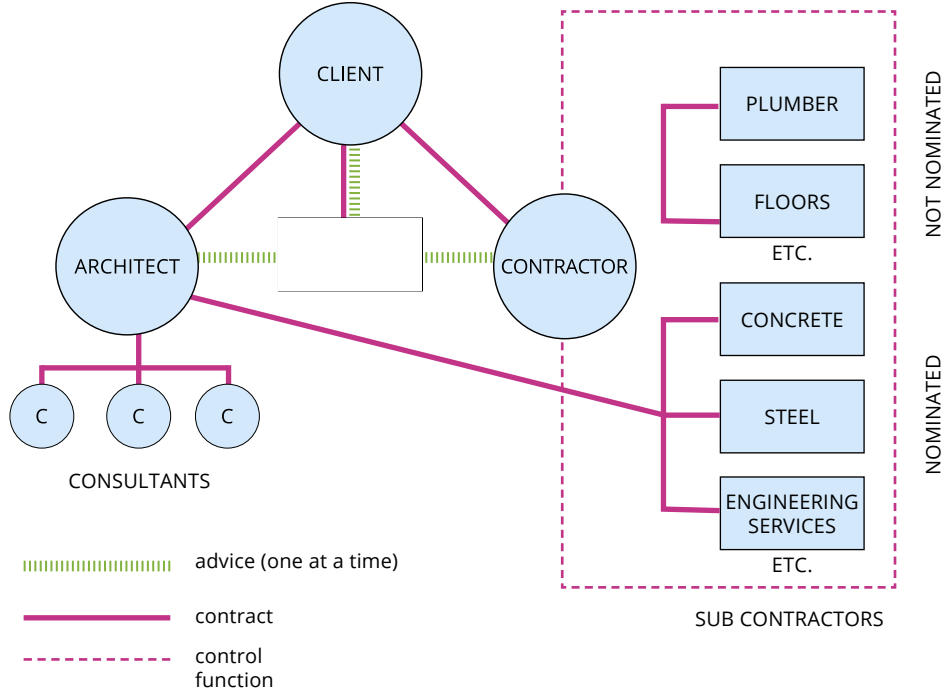 CLIENT
ARCHITECT
CONTRACTOR
C
C
C
CONSULTANTS
PLUMBER
FLOORS
ETC.
NOT NOMINATED
CONCRETE
STEEL
ENGINEERING
SERVICES
ETC.
NOMINATED
SUB CONTRACTORS
advice (one at a time)
contract
control
function